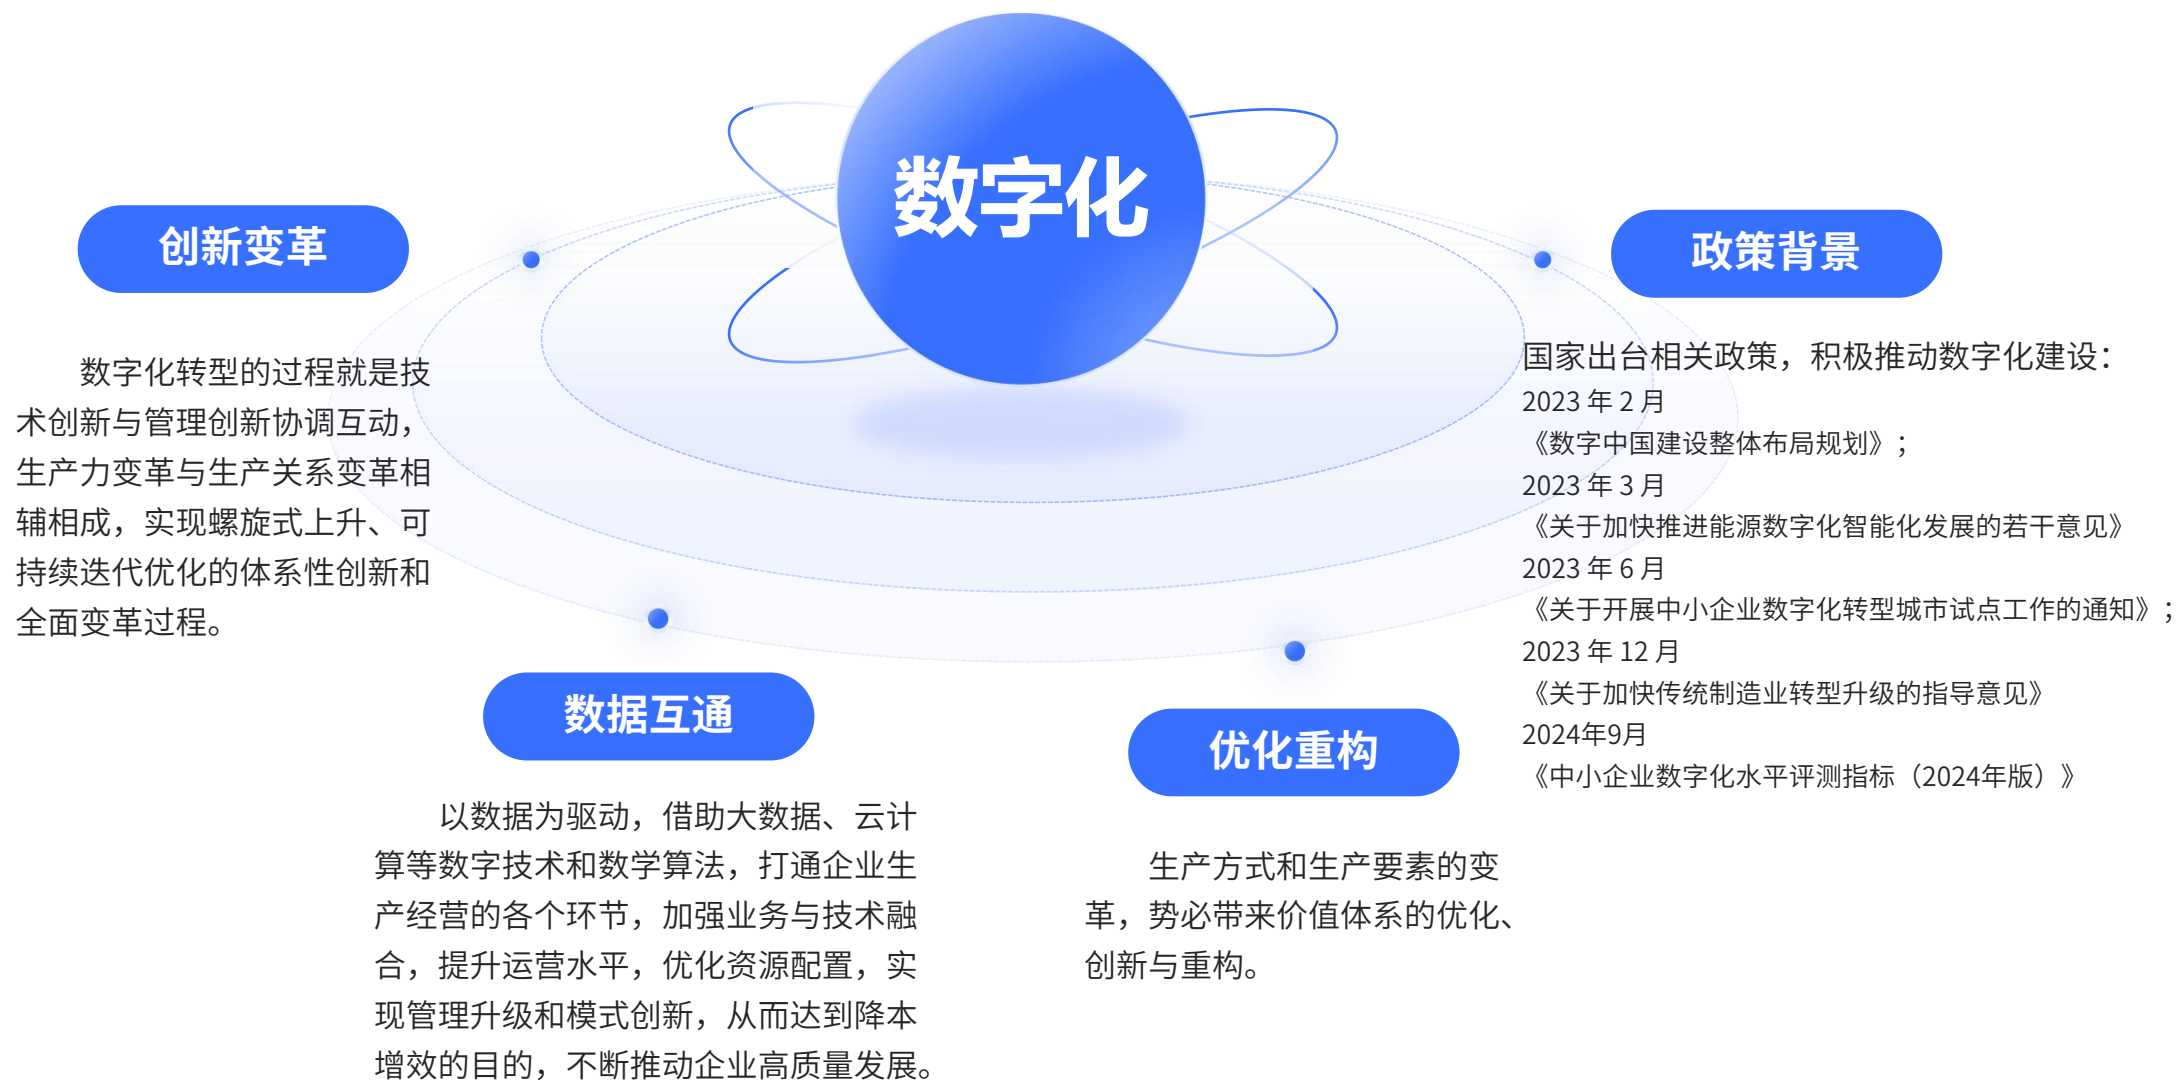 数字化
创新变革
数字化转型的过程就是技
术创新与管理创新协调互动，
生产力变革与生产关系变革相
辅相成，实现螺旋式上升、可
持续迭代优化的体系性创新和
全面变革过程。
数据互通
以数据为驱动，借助大数据、云计
算等数字技术和数学算法，打通企业生
产经营的各个环节，加强业务与技术融
合，提升运营水平，优化资源配置，实
现管理升级和模式创新，从而达到降本
增效的目的，不断推动企业高质量发展。
优化重构
生产方式和生产要素的变
革，势必带来价值体系的优化、
创新与重构。
政策背景
国家出台相关政策，积极推动数字化建设：
2023 年 2 月
《数字中国建设整体布局规划》；
2023 年 3 月
《关于加快推进能源数字化智能化发展的若干意见》
2023 年 6 月
《关于开展中小企业数字化转型城市试点工作的通知》；
2023 年 12 月
《关于加快传统制造业转型升级的指导意见》
2024年9月
《中小企业数字化水平评测指标（2024年版）》